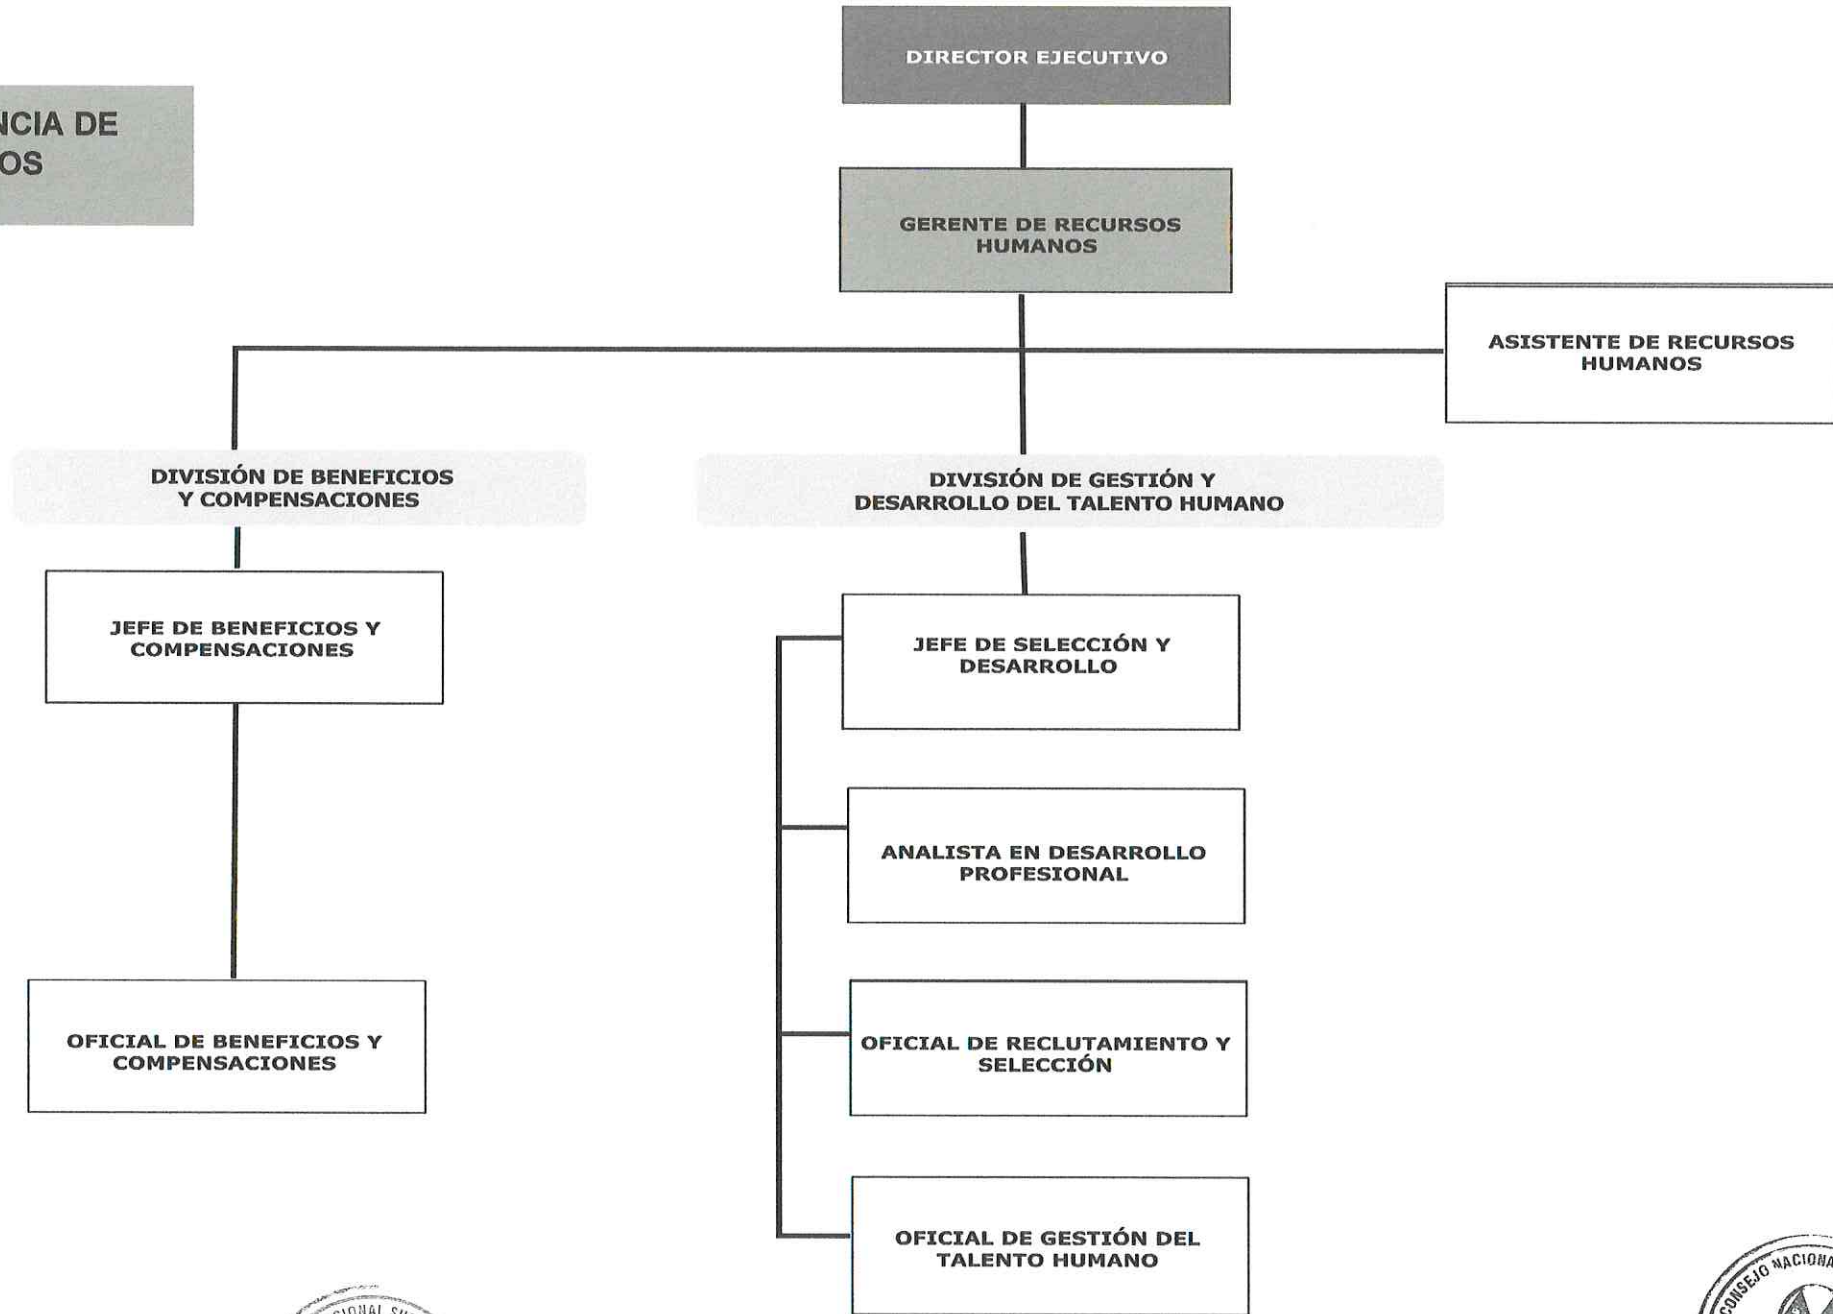 DIRECTOR EJECUTIVO
DE
OS
GERENTE DE RECURSOS
HUMANOS
ASISTENTE DE RECURSOS
HUMANOS
DIVISIÓN DE BENEFICIOS
Y COMPENSACIONES
DIVISIÓN DE GESTIÓN Y
DESARROLLO DEL TALENTO HUMANO
JEFE DE BENEFICIOS Y
COMPENSACIONES
JEFE DE SELECCIÓN Y
DESARROLLO
ANALISTA EN DESARROLLO
PROFESIONAL
OFICIAL DE BENEFICIOS Y
COMPENSACIONES
OFICIAL DE RECLUTAMIENTO Y
SELECCIÓN
OFICIAL DE GESTIÓN DEL
TALENTO HUMANO
CONSEJO